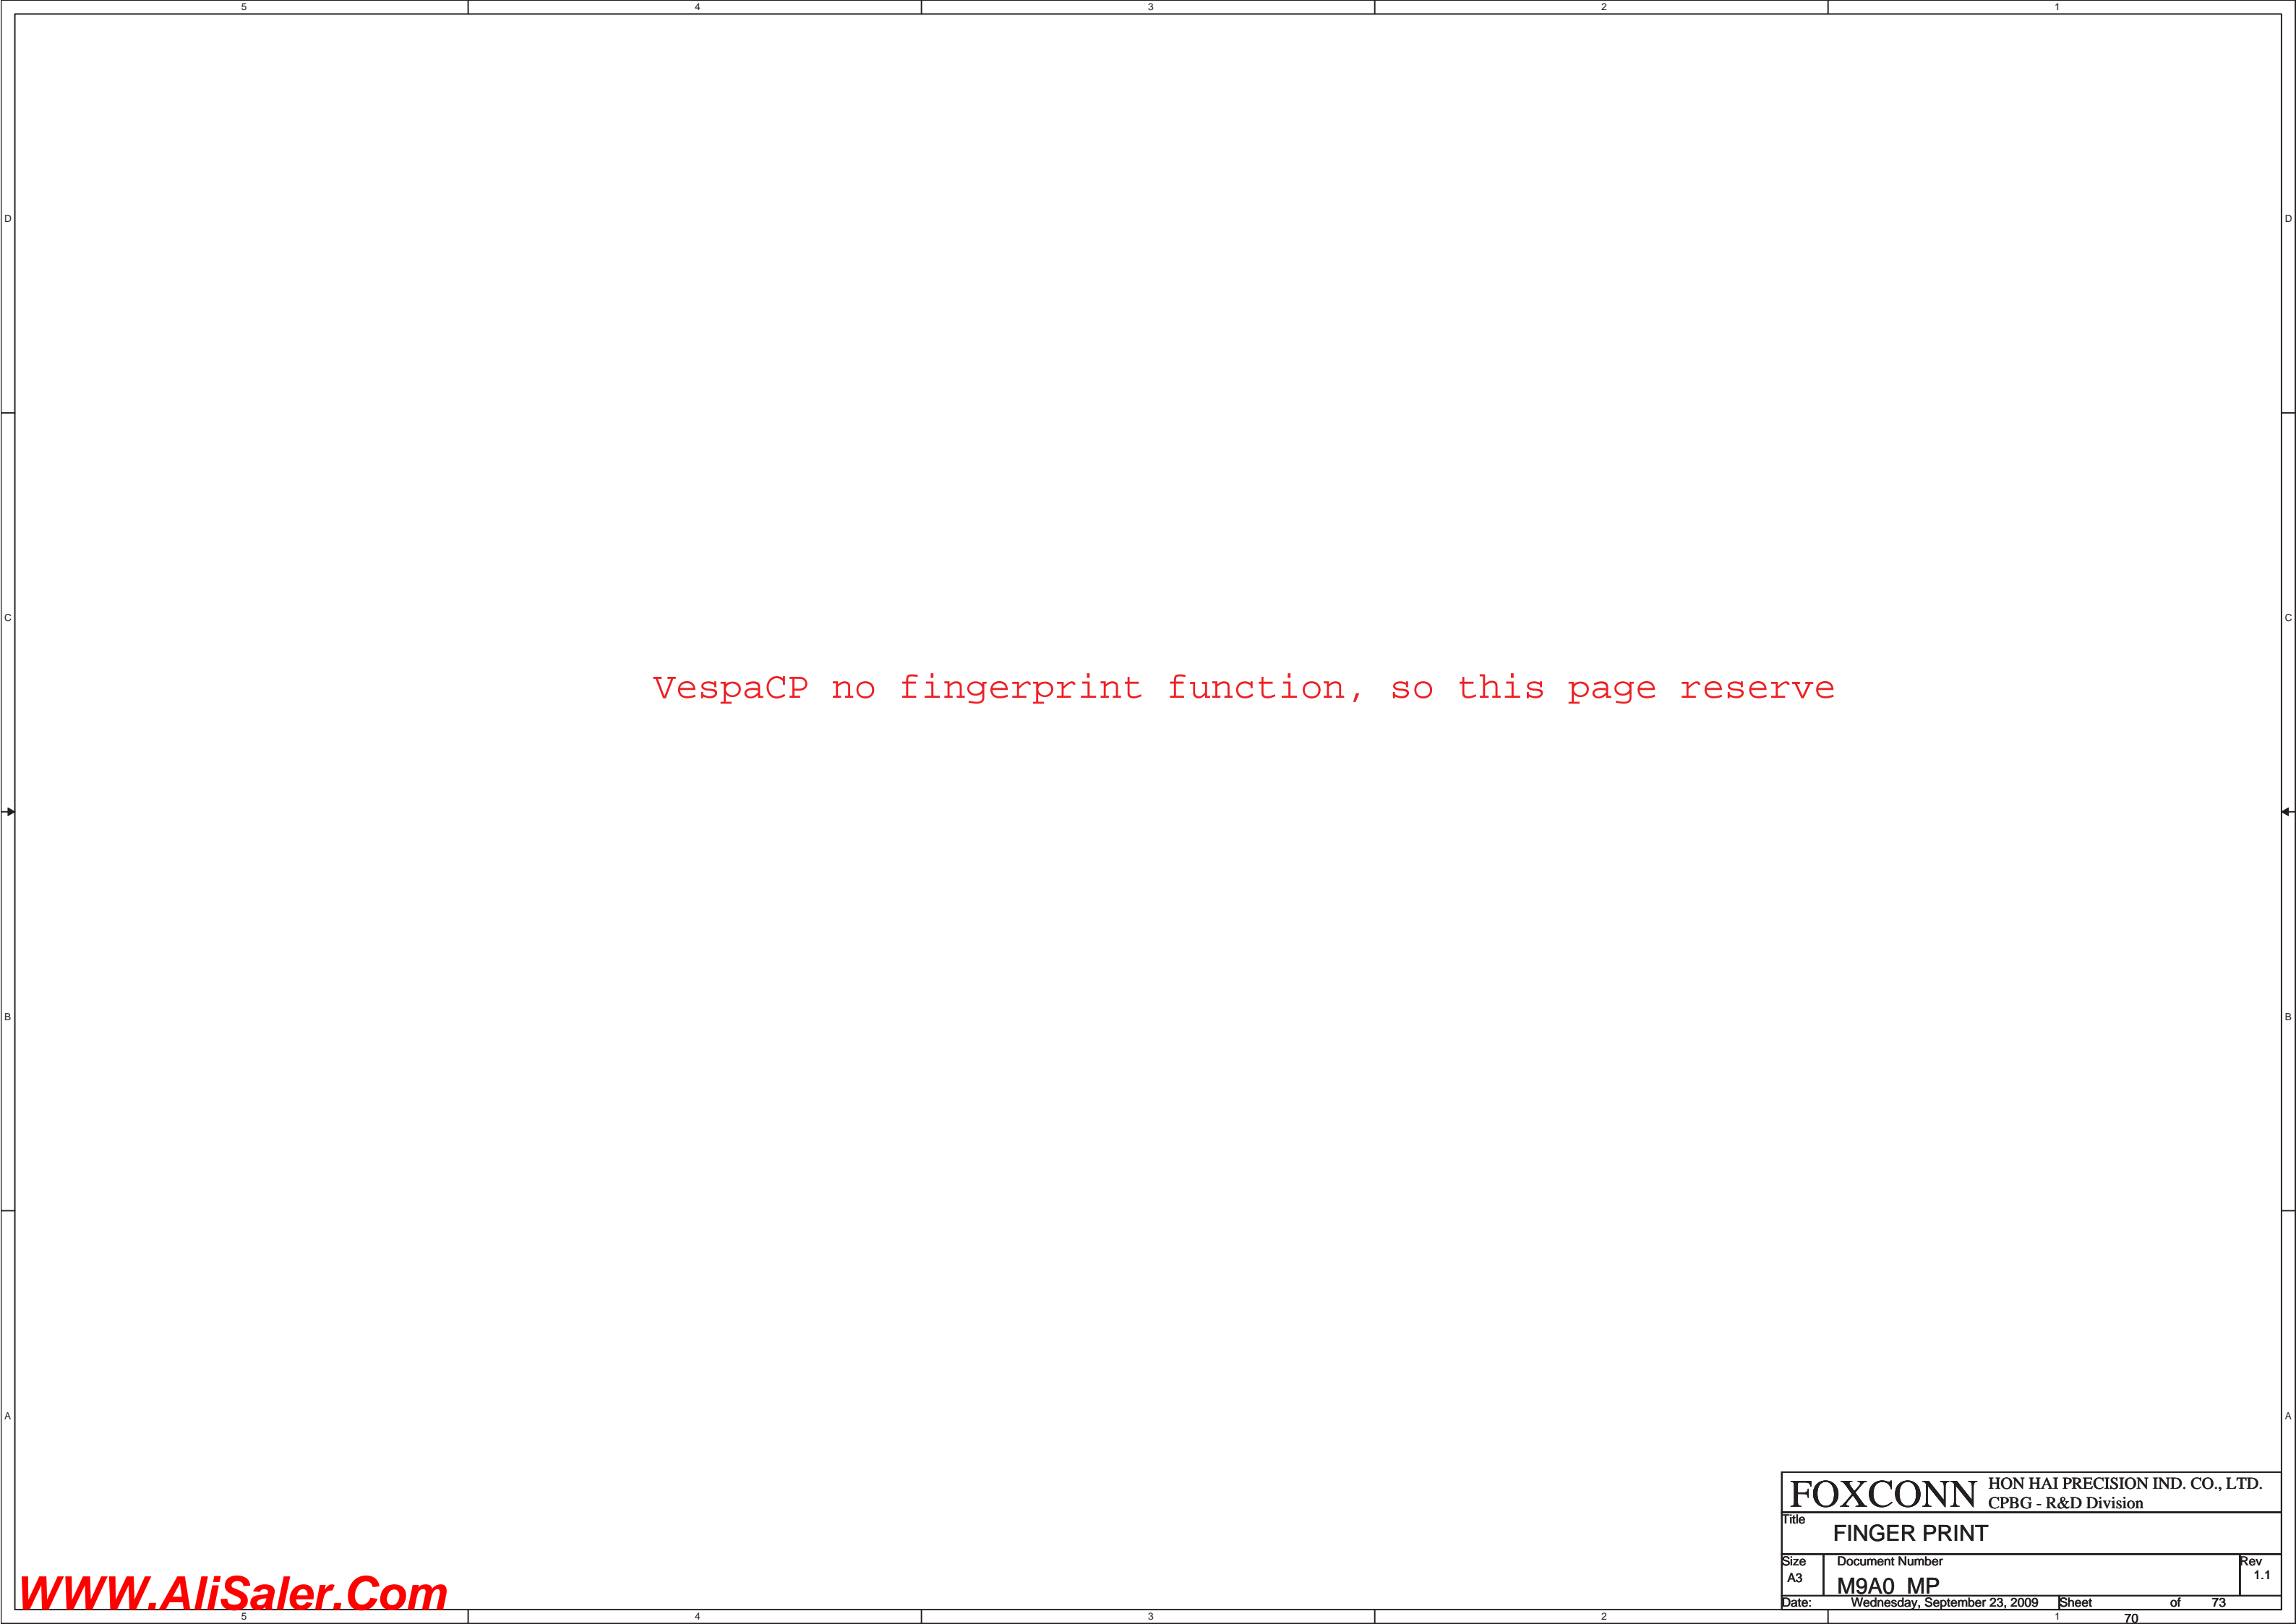 5 4 3 2 1
D D
C C
VespaCP no fingerprint function, so this page reserve
B B
A A
FOXCONN HON HAI PRECISION IND. CO., LTD.
CPBG - R&D Division
Title
FINGER PRINT
Size Document Number Rev
A3 M9A0 MP 1.1
Date: Wednesday, September 23, 2009 Sheet 70 of 73
WWW.AliSaler.Com
5 4 3 2 1